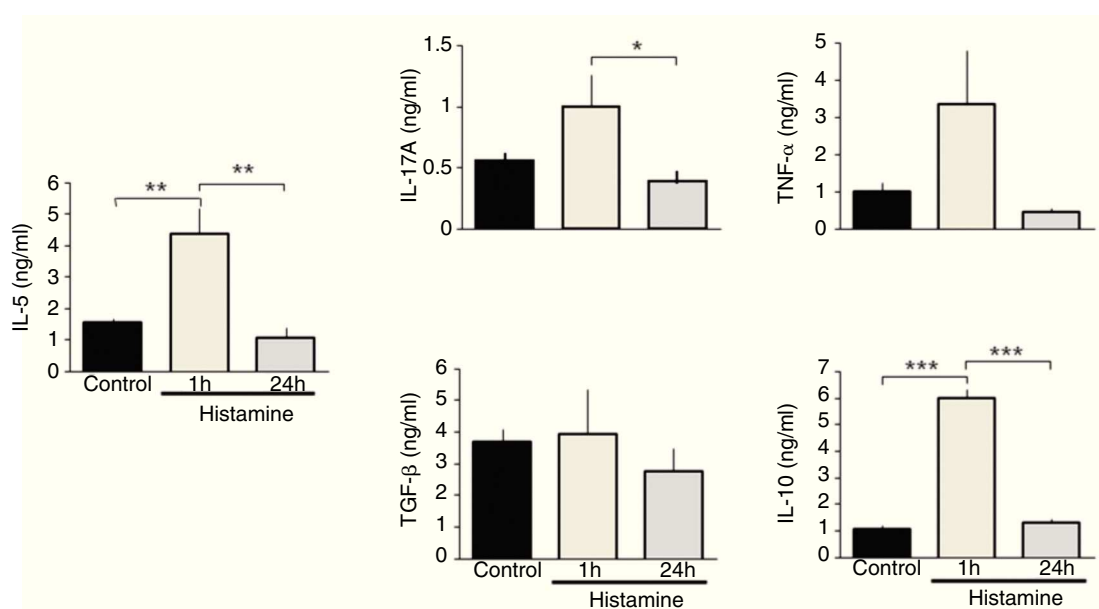 IL-5 (ng/ml)
6
5
4
3
2
1
0
**
**
Control
1h
24h
Histamine
IL-17A (ng/ml)
1.5
1
0.5
0
*
TNF-α (ng/ml)
5
4
3
2
1
0
TGF-β (ng/ml)
6
5
4
3
2
1
0
Control
1h
24h
Histamine
IL-10 (ng/ml)
7
6
5
4
3
2
1
0
***
***
Control
1h
24h
Histamine